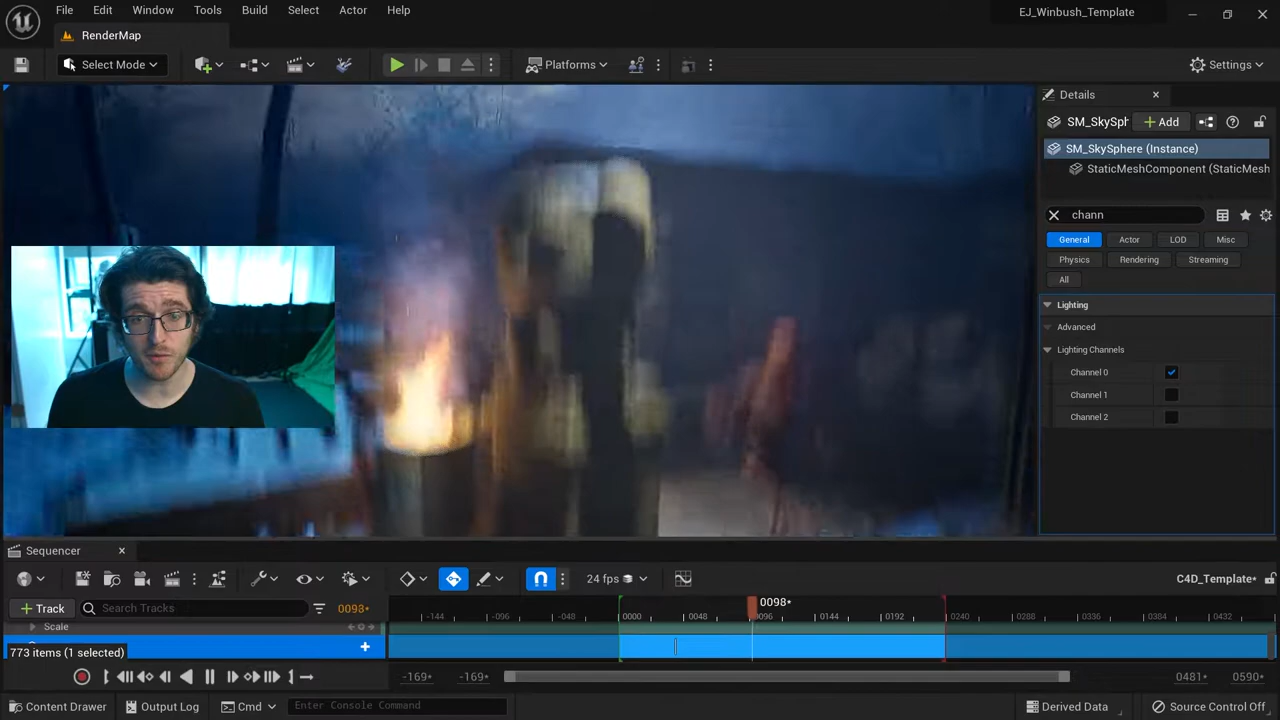 File Edit Window Tools Build Select Actor Help
EJ_Winbush_Template
RenderMap
Select Mode
Platforms
Settings
Details
SM_SkySph
Add
SM_SkySphere (Instance)
StaticMeshComponent (StaticMesh
chann
General Actor LOD Misc
Physics Rendering Streaming
All
Lighting
Advanced
Lighting Channels
Channel 0
Channel 1
Channel 2
Sequencer
24 fps
C4D_Template*
Track
Search Tracks
0098*
0098*
-144 -096 -048 0000 0048 0096 0144 0192 0240 0288 0336 0384 0432
Scale
773 items (1 selected)
-169* -169* 0481* 0590*
Content Drawer
Output Log
Cmd
Enter Console Command
Derived Data
Source Control Off